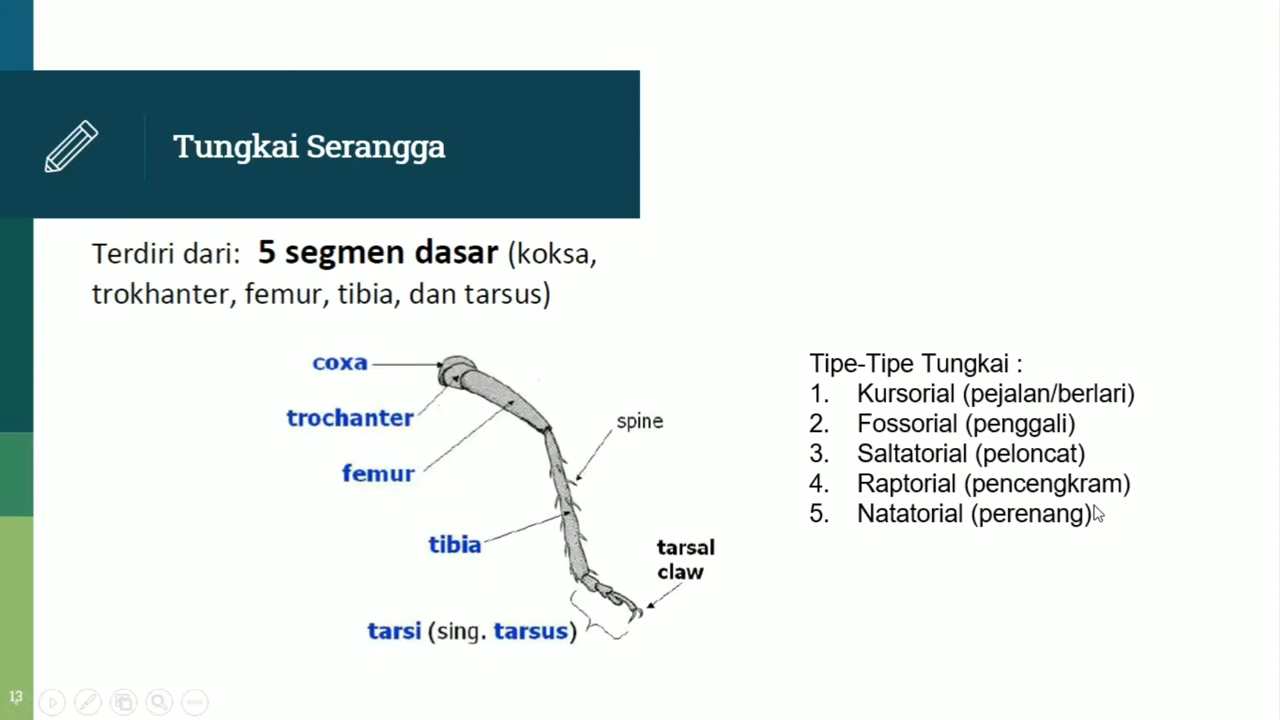 Tungkai Serangga
Terdiri dari: 5 segmen dasar (koksa,
trokhanter, femur, tibia, dan tarsus)
coxa
trochanter
femur
spine
tibia
tarsal
claw
tarsi (sing. tarsus)
Tipe-Tipe Tungkai :
1. Kursorial (pejalan/berlari)
2. Fossorial (penggali)
3. Saltatorial (peloncat)
4. Raptorial (pencengkram)
5. Natatorial (perenang)
13